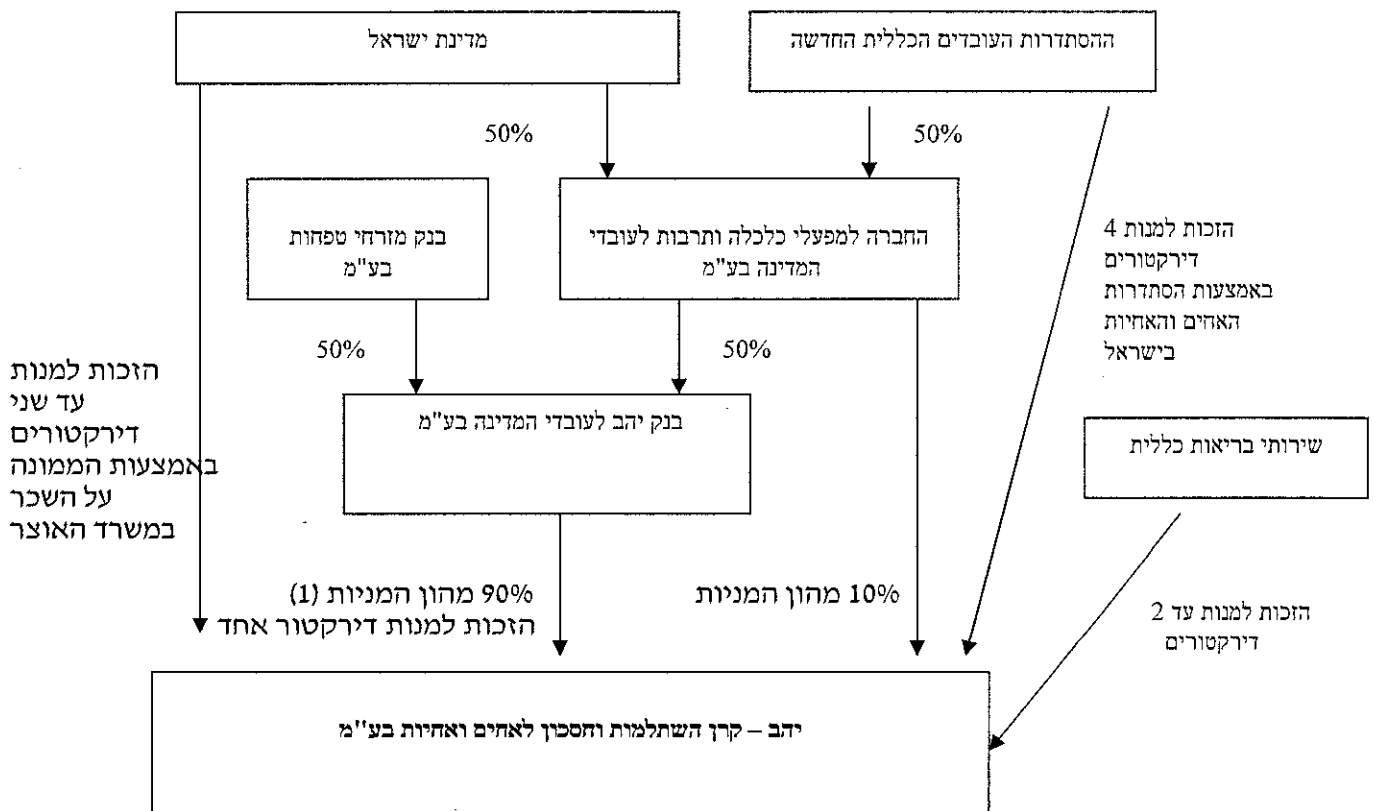 ההסתדרות העובדים הכללית החדשה
מדינת ישראל
50%
50%
החברה למפעלי כלכלה ותרבות לעובדי
המדינה בע"מ
בנק מזרחי טפחות
בע"מ
הזכות למנות 4
דירקטורים
באמצעות הסתדרות
האחים והאחיות
בישראל
50%
50%
הזכות למנות
עד שני
דירקטורים
באמצעות הממונה
על השכר
במשרד האוצר
בנק יהב לעובדי המדינה בע"מ
שירותי בריאות כללית
10% מהון המניות
90% מהון המניות (1)
הזכות למנות דירקטור אחד
הזכות למנות עד 2
דירקטורים
יהב – קרן השתלמות וחסכון לאחים ואחיות בע"מ